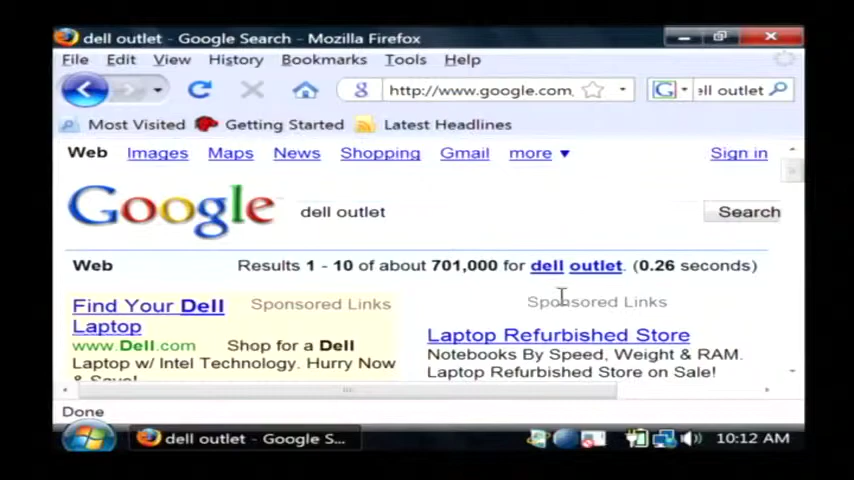 dell outlet - Google Search - Mozilla Firefox
File Edit View History Bookmarks Tools Help
http://www.google.com ell outlet
Most Visited Getting Started Latest Headlines
Web Images Maps News Shopping Gmail more Sign in
Google dell outlet Search
Web Results 1 - 10 of about 701,000 for dell outlet. (0.26 seconds)
Find Your Dell Sponsored Links
Laptop
www.Dell.com Shop for a Dell
Laptop w/ Intel Technology. Hurry Now
& Save!
Sponsored Links
Laptop Refurbished Store
Notebooks By Speed, Weight & RAM.
Laptop Refurbished Store on Sale!
Done
dell outlet - Google S... 10:12 AM